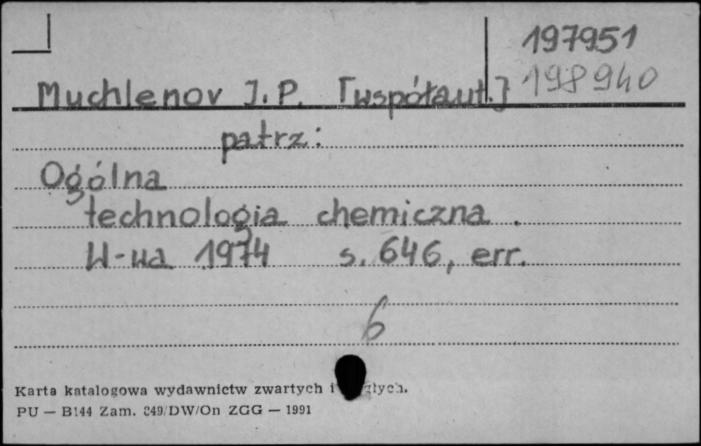 197951
Muchlenov J. P. [współaut.] 198940
patrz:
Ogólna
technologia chemiczna.
W-wa 1974 s. 646, err.
6
Karta katalogowa wydawnictw zwartych i
PU — B144 Zam. 249/DW/On ZGG — 1991